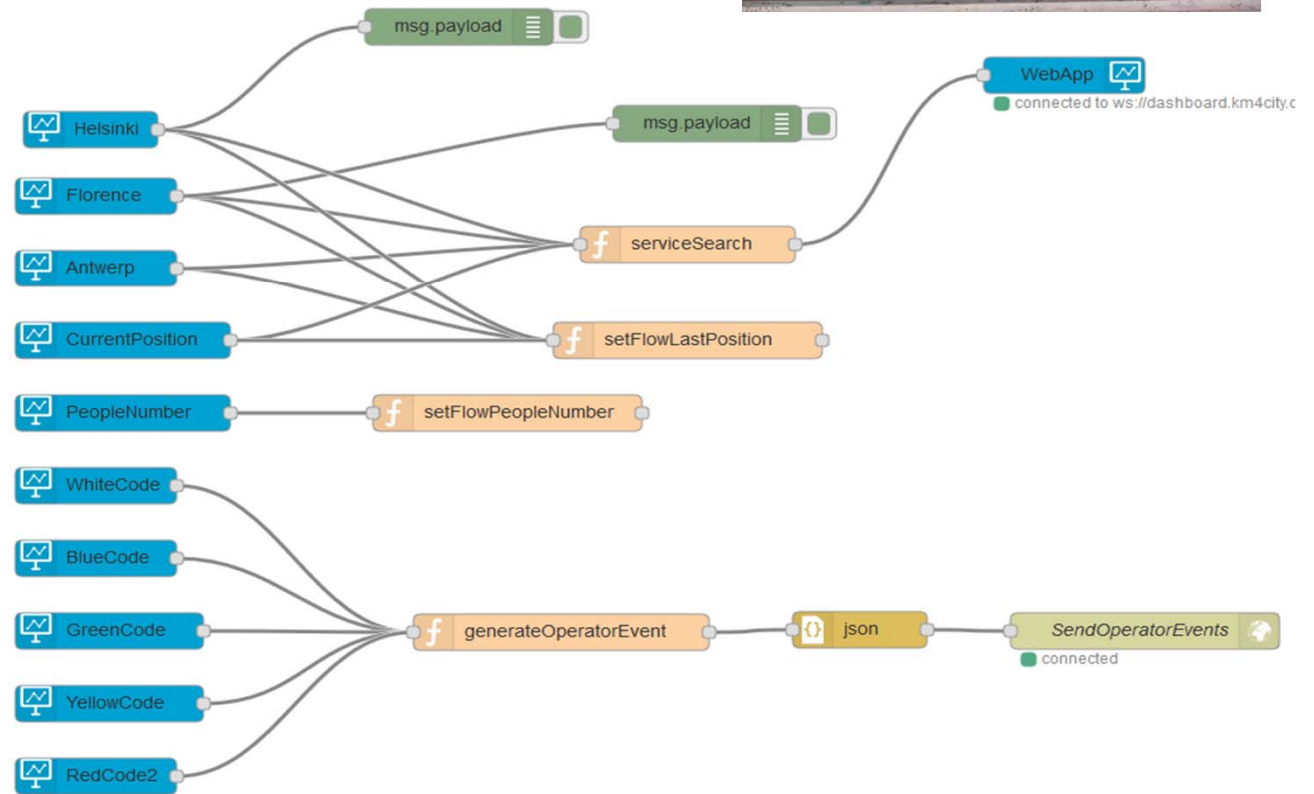 msg.payload
WebApp
connected to ws://dashboard.km4city.o
Helsinki
msg.payload
Florence
serviceSearch
Antwerp
CurrentPosition
setFlowLastPosition
PeopleNumber
setFlowPeopleNumber
WhiteCode
BlueCode
GreenCode
generateOperatorEvent
json
SendOperatorEvents
connected
YellowCode
RedCode2